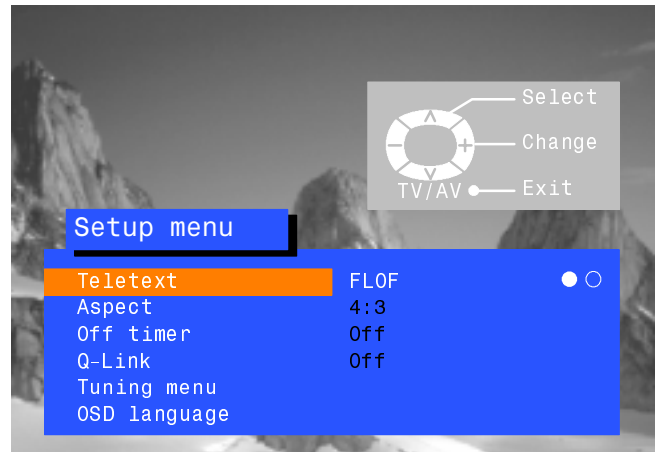 Select
Change
TV/AV Exit
Setup menu
Teletext FLOF
Aspect 4:3
Off timer Off
Q-Link Off
Tuning menu
OSD language